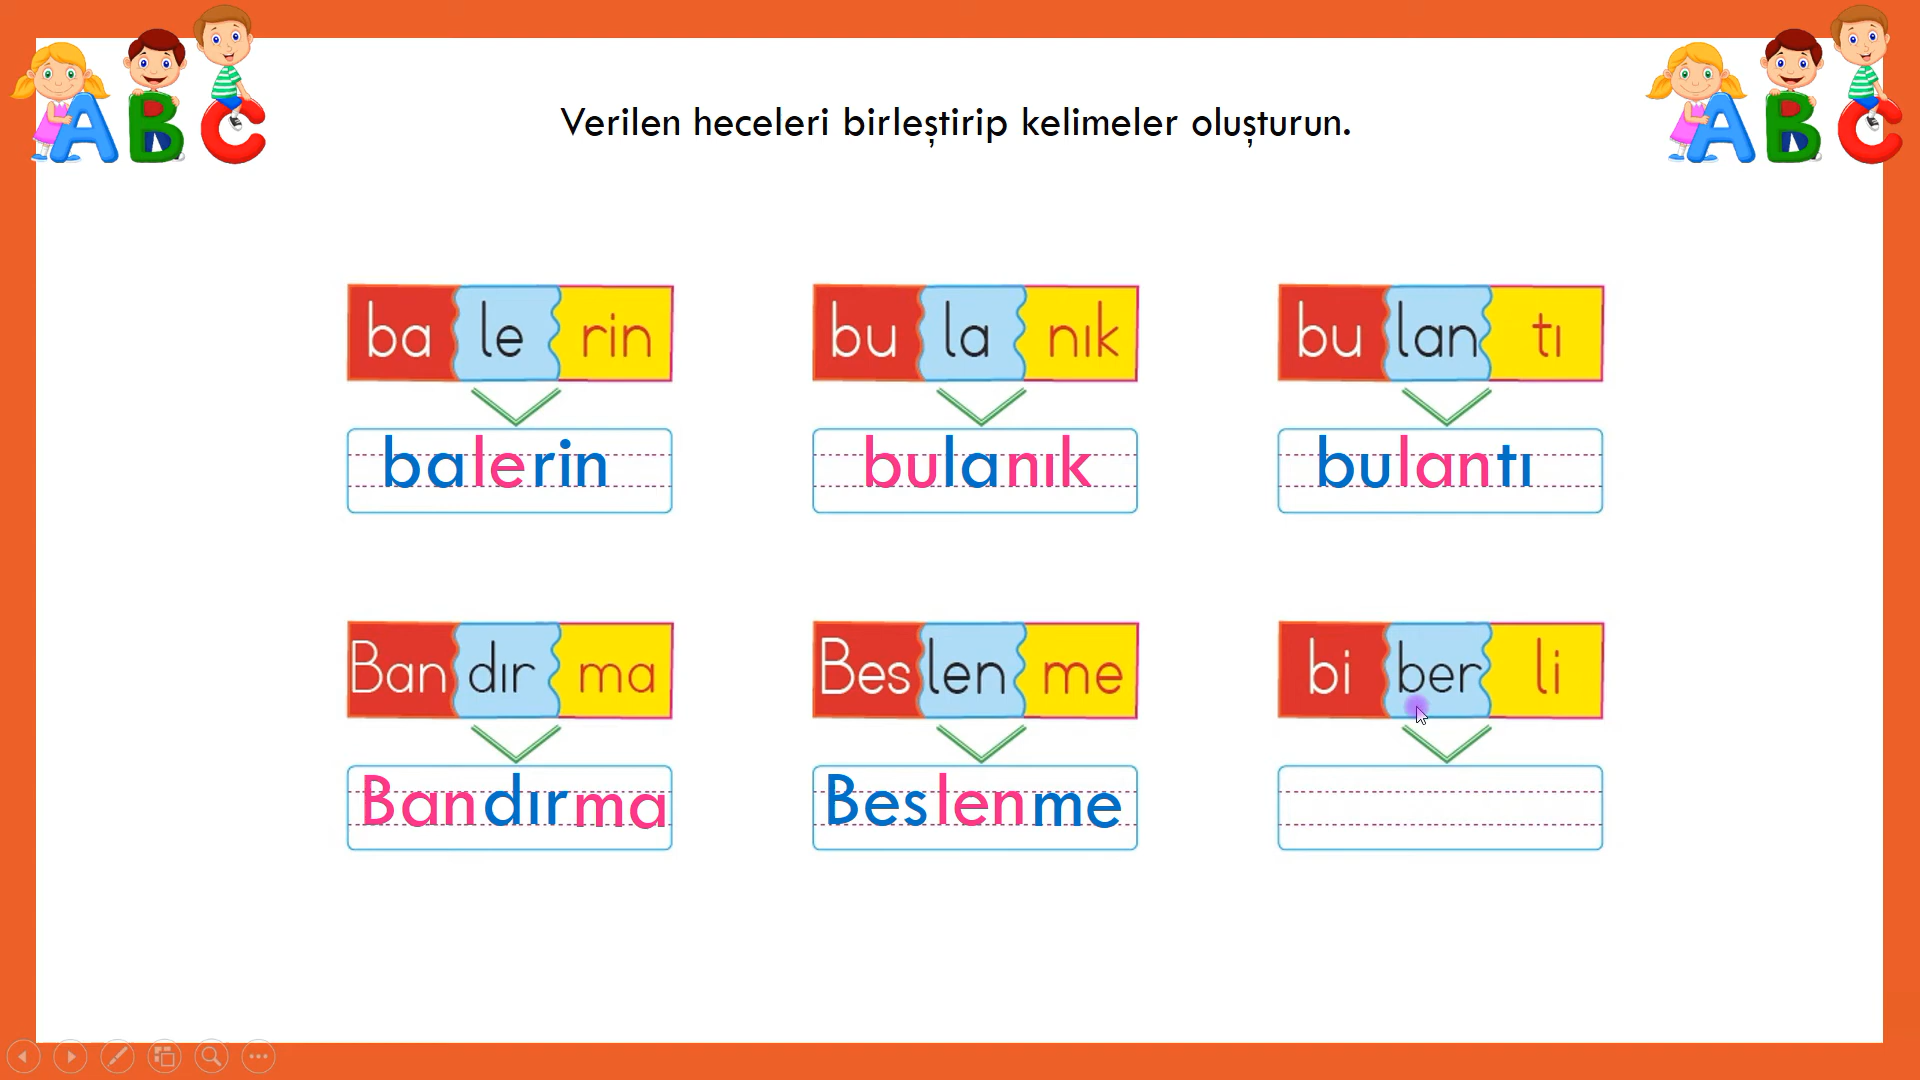 A B C
A B C
Verilen heceleri birleştirip kelimeler oluşturun.
ba le rin
bu la nık
bu lan tı
balerin
bulanık
bulantı
Ban dır ma
Bes len me
bi ber li
Bandırma
Beslenme